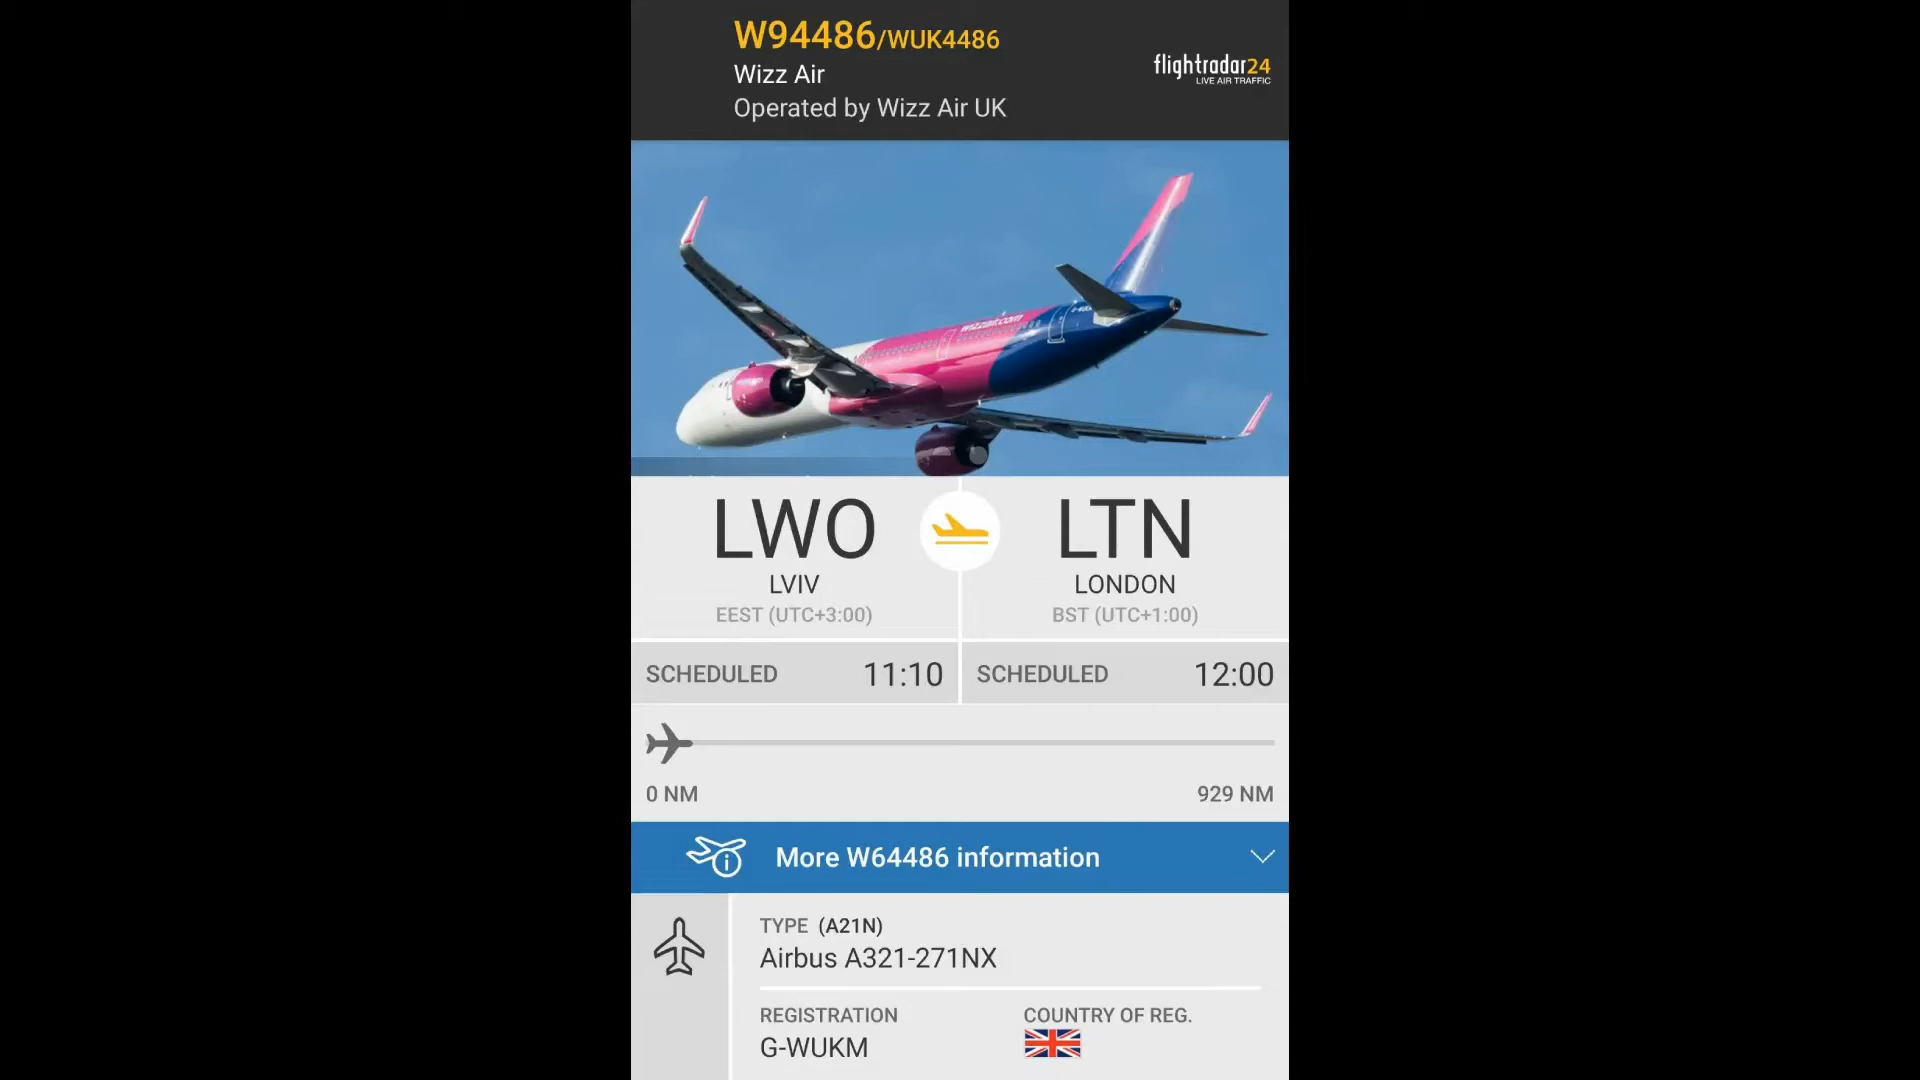 W94486/WUK4486
Wizz Air
Operated by Wizz Air UK
flightradar24
LIVE AIR TRAFFIC
wizzair.com
LWO
LTN
LVIV
LONDON
EEST (UTC+3:00)
BST (UTC+1:00)
SCHEDULED 11:10
SCHEDULED 12:00
0 NM
929 NM
More W64486 information
TYPE (A21N)
Airbus A321-271NX
REGISTRATION
COUNTRY OF REG.
G-WUKM